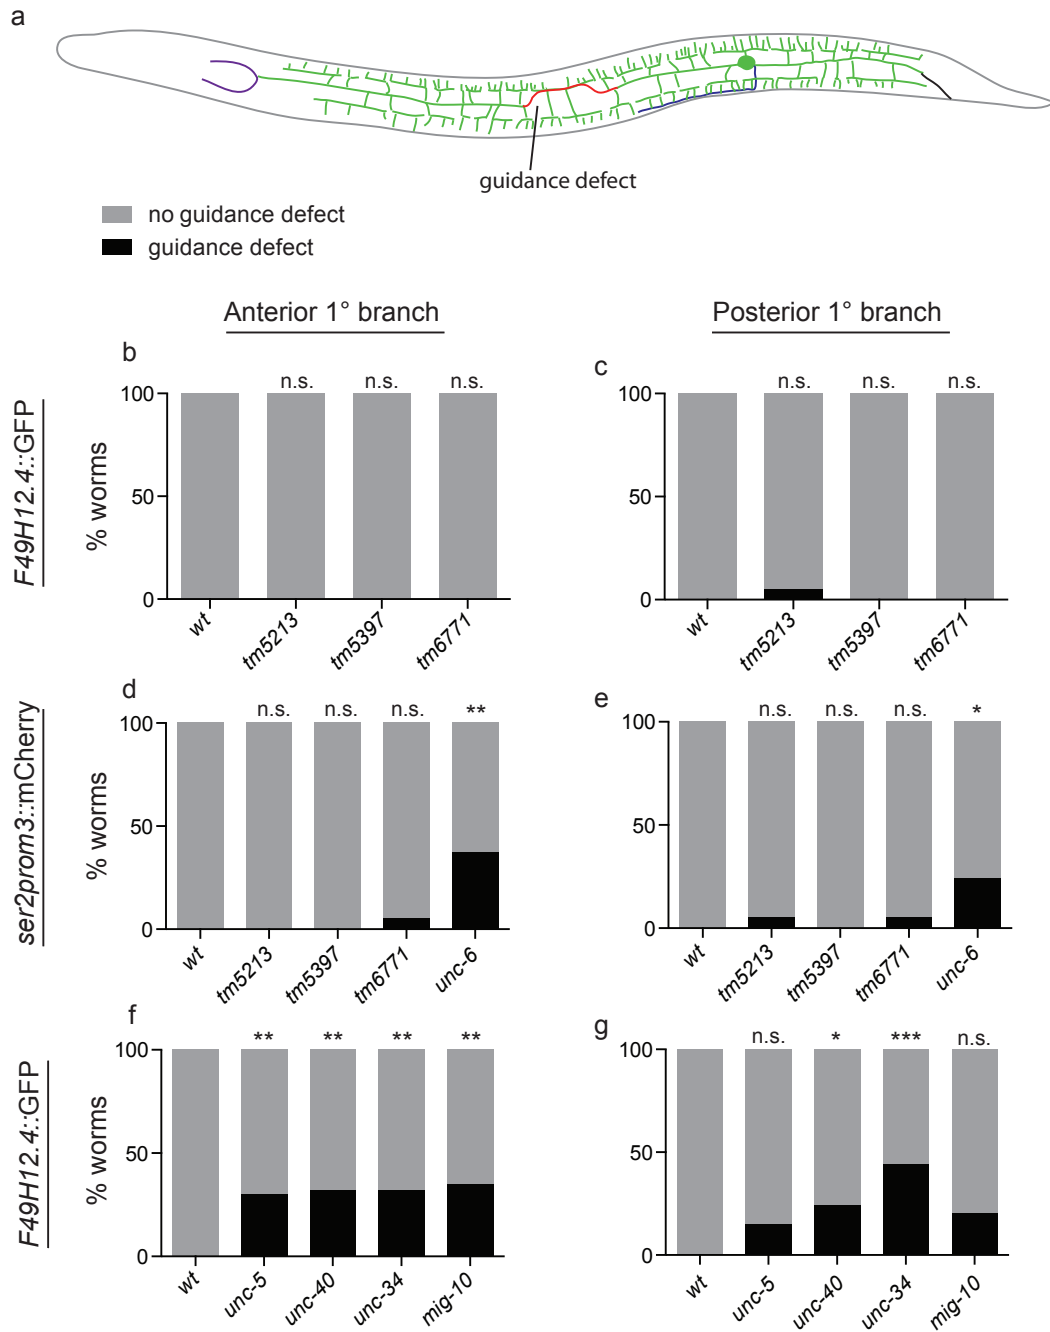 a
guidance defect
no guidance defect
guidance defect
Anterior 1° branch
Posterior 1° branch
b
n.s. n.s. n.s.
100
50
0
% worms
F49H12.4::GFP
wt tm5213 tm5397 tm6771
c
n.s. n.s. n.s.
100
50
0
wt tm5213 tm5397 tm6771
d
n.s. n.s. n.s. **
100
50
0
% worms
ser2prom3::mCherry
wt tm5213 tm5397 tm6771 unc-6
e
n.s. n.s. n.s. *
100
50
0
wt tm5213 tm5397 tm6771 unc-6
f
** ** ** **
100
50
0
% worms
F49H12.4::GFP
wt unc-5 unc-40 unc-34 mig-10
g
n.s. * *** n.s.
100
50
0
wt unc-5 unc-40 unc-34 mig-10